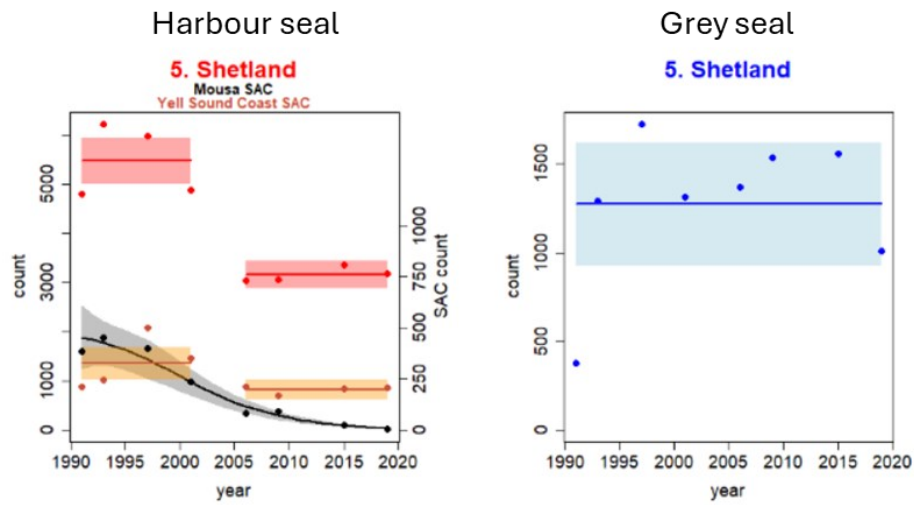 Harbour seal
5. Shetland
Mousa SAC
Yell Sound Coast SAC
count
0
1000
3000
5000
SAC count
0
250
500
750
1000
1990 1995 2000 2005 2010 2015 2020
year
Grey seal
5. Shetland
count
0
500
1000
1500
1990 1995 2000 2005 2010 2015 2020
year